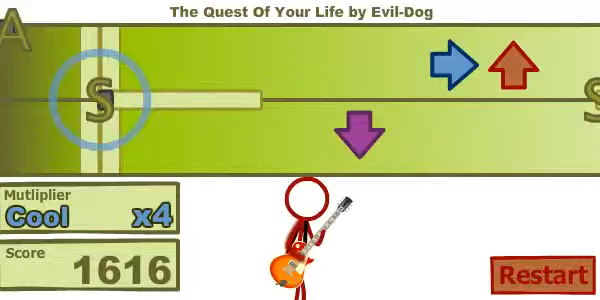 The Quest Of Your Life by Evil-Dog
A
S
S
Mutliplier
Cool x4
Score
1616
Restart